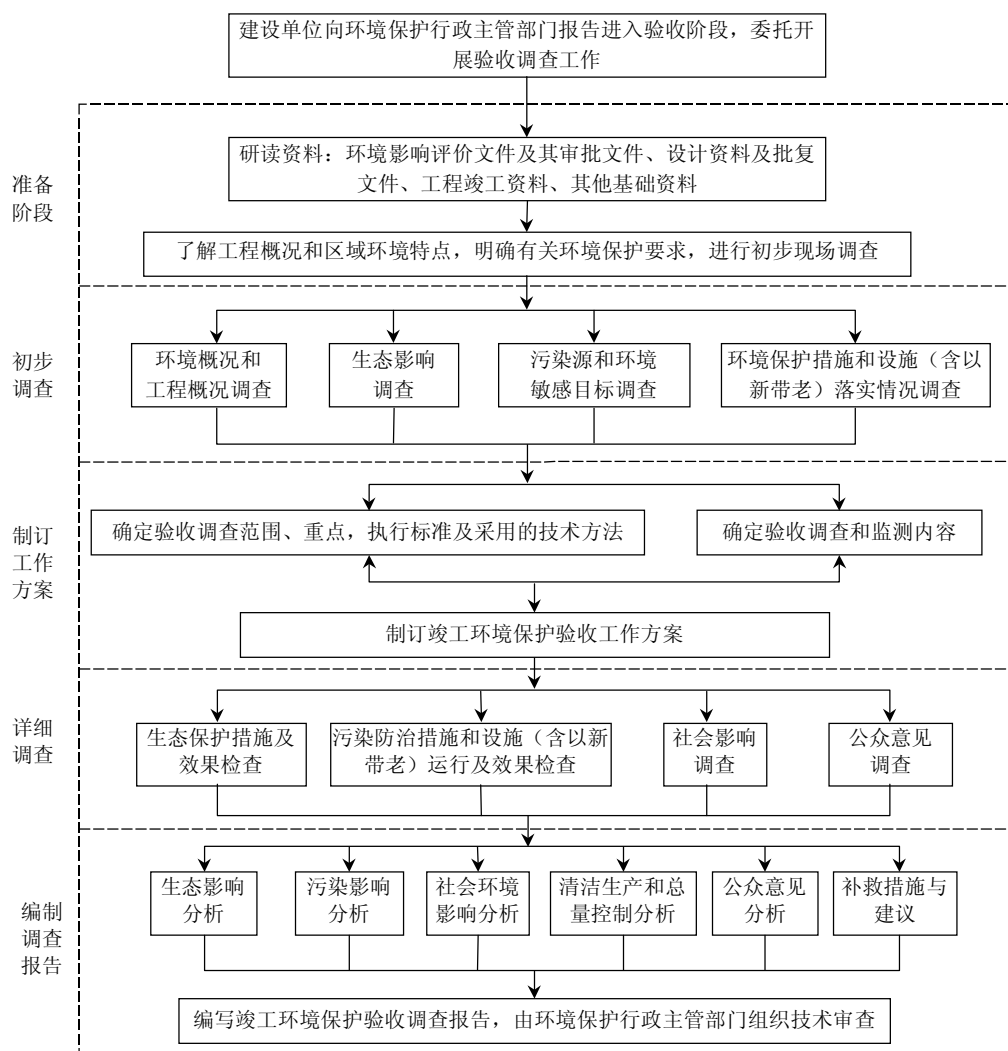 建设单位向环境保护行政主管部门报告进入验收阶段，委托开
展验收调查工作
准备
阶段
研读资料：环境影响评价文件及其审批文件、设计资料及批复
文件、工程竣工资料、其他基础资料
了解工程概况和区域环境特点，明确有关环境保护要求，进行初步现场调查
初步
调查
环境概况和
工程概况调查
生态影响
调查
污染源和环境
敏感目标调查
环境保护措施和设施（含以
新带老）落实情况调查
制订
工作
方案
确定验收调查范围、重点，执行标准及采用的技术方法
确定验收调查和监测内容
制订竣工环境保护验收工作方案
详细
调查
生态保护措施及
效果检查
污染防治措施和设施（含以新
带老）运行及效果检查
社会影响
调查
公众意见
调查
编制
调查
报告
生态影响
分析
污染影响
分析
社会环境
影响分析
清洁生产和总
量控制分析
公众意见
分析
补救措施与
建议
编写竣工环境保护验收调查报告，由环境保护行政主管部门组织技术审查